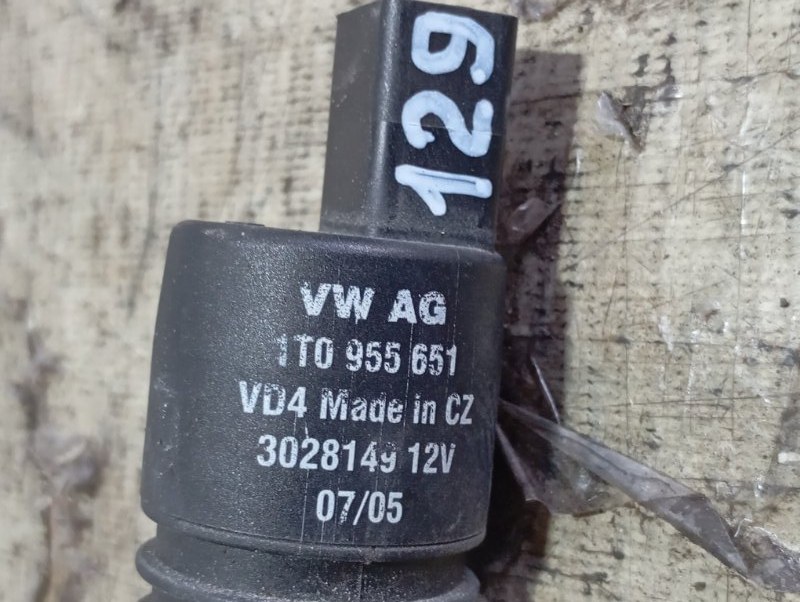 129
VW AG
1T0 955 651
VD4 Made in CZ
3028149 12V
07/05